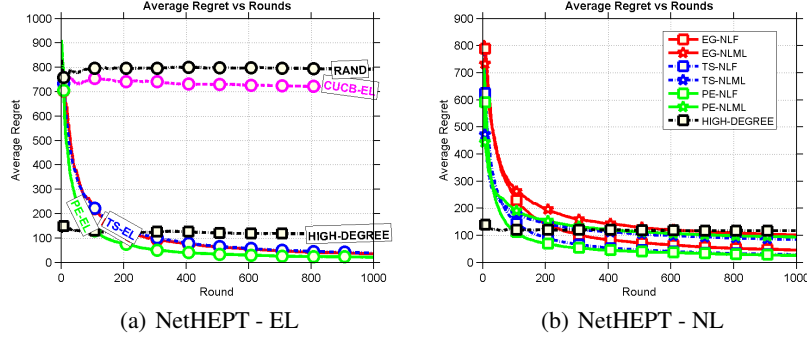 Average Regret vs Rounds
1000
900
800
700
600
500
400
300
200
100
0
Average Regret
RAND
CUCB-EL
PE-EL
TS-EL
HIGH-DEGREE
0 200 400 600 800 1000
Round
(a) NetHEPT - EL
Average Regret vs Rounds
900
800
700
600
500
400
300
200
100
0
Average Regret
EG-NLF
EG-NLML
TS-NLF
TS-NLML
PE-NLF
PE-NLML
HIGH-DEGREE
0 200 400 600 800 1000
Round
(b) NetHEPT - NL